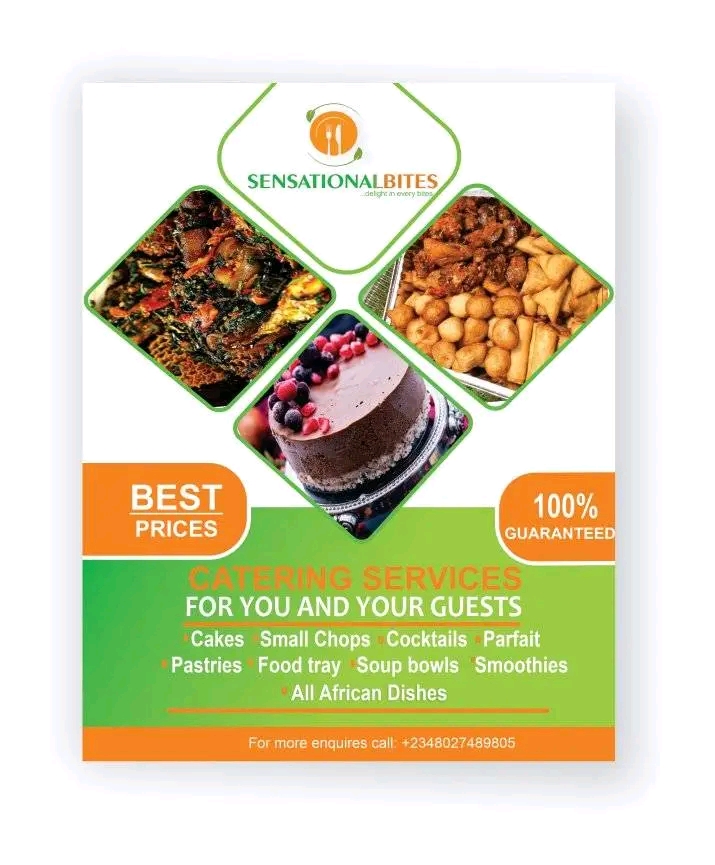 SENSATIONALBITES
...delight in every bites.
BEST
PRICES
100%
GUARANTEED
CATERING SERVICES
FOR YOU AND YOUR GUESTS
Cakes Small Chops Cocktails Parfait
Pastries Food tray Soup bowls Smoothies
All African Dishes
For more enquires call: +2348027489805